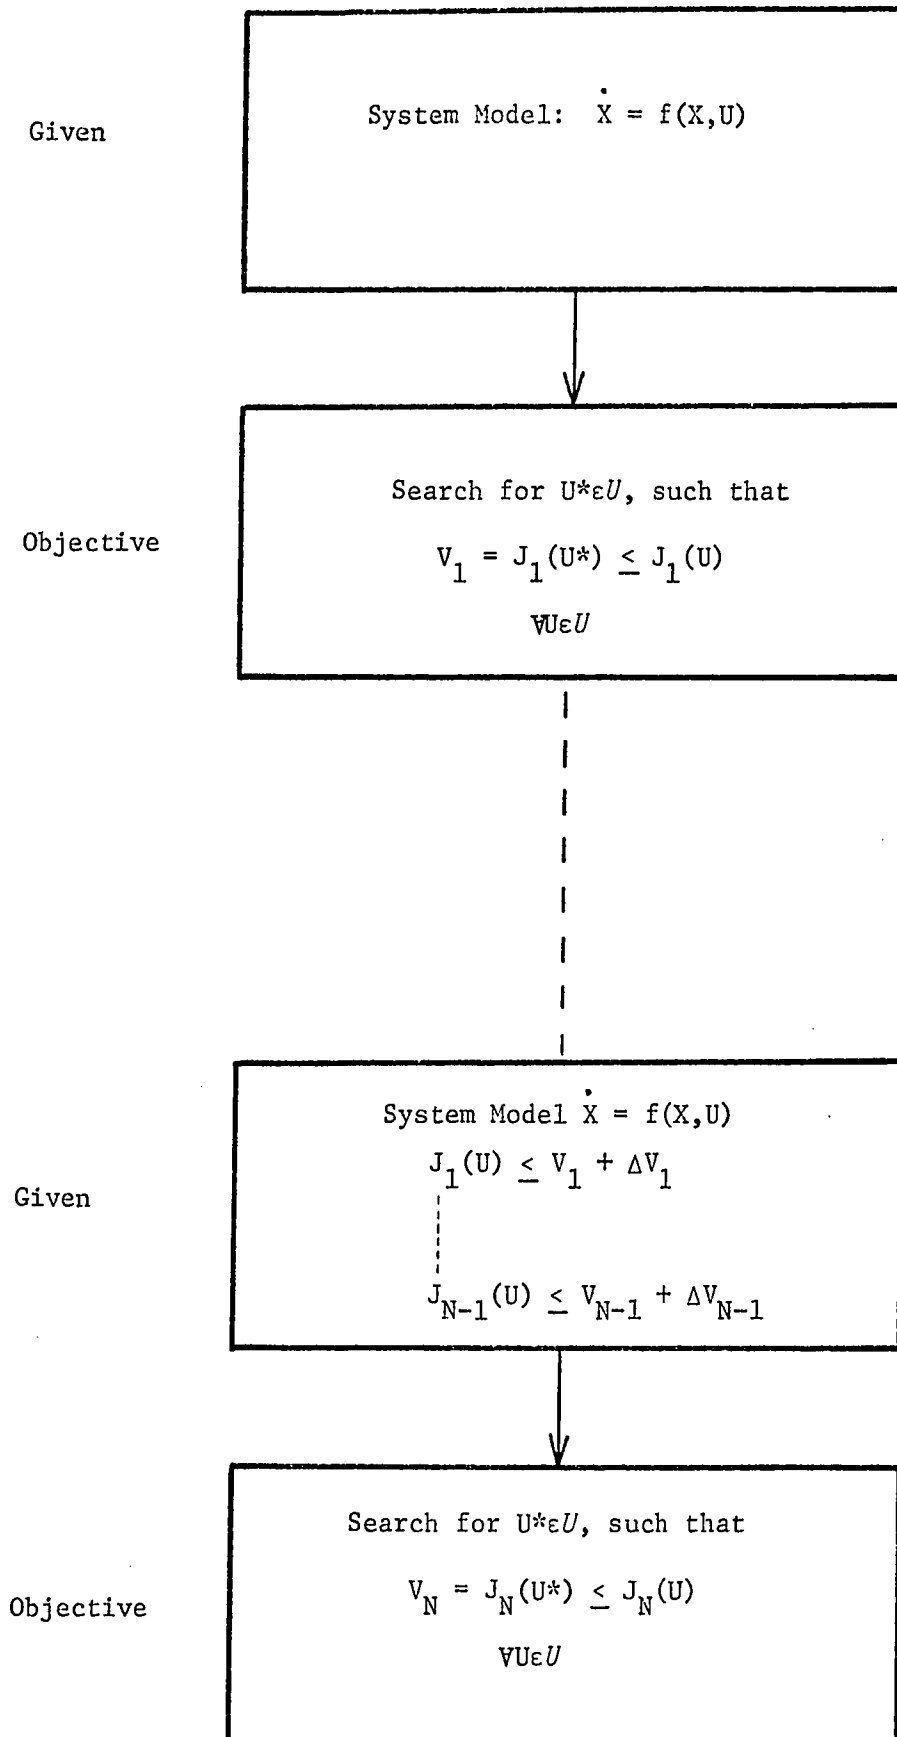 Given
System Model: Ẋ = f(X,U)
Objective
Search for U*εU, such that
V₁ = J₁(U*) ≤ J₁(U)
∀UεU
Given
System Model Ẋ = f(X,U)
J₁(U) ≤ V₁ + ΔV₁
J_{N-1}(U) ≤ V_{N-1} + ΔV_{N-1}
Objective
Search for U*εU, such that
V_N = J_N(U*) ≤ J_N(U)
∀UεU